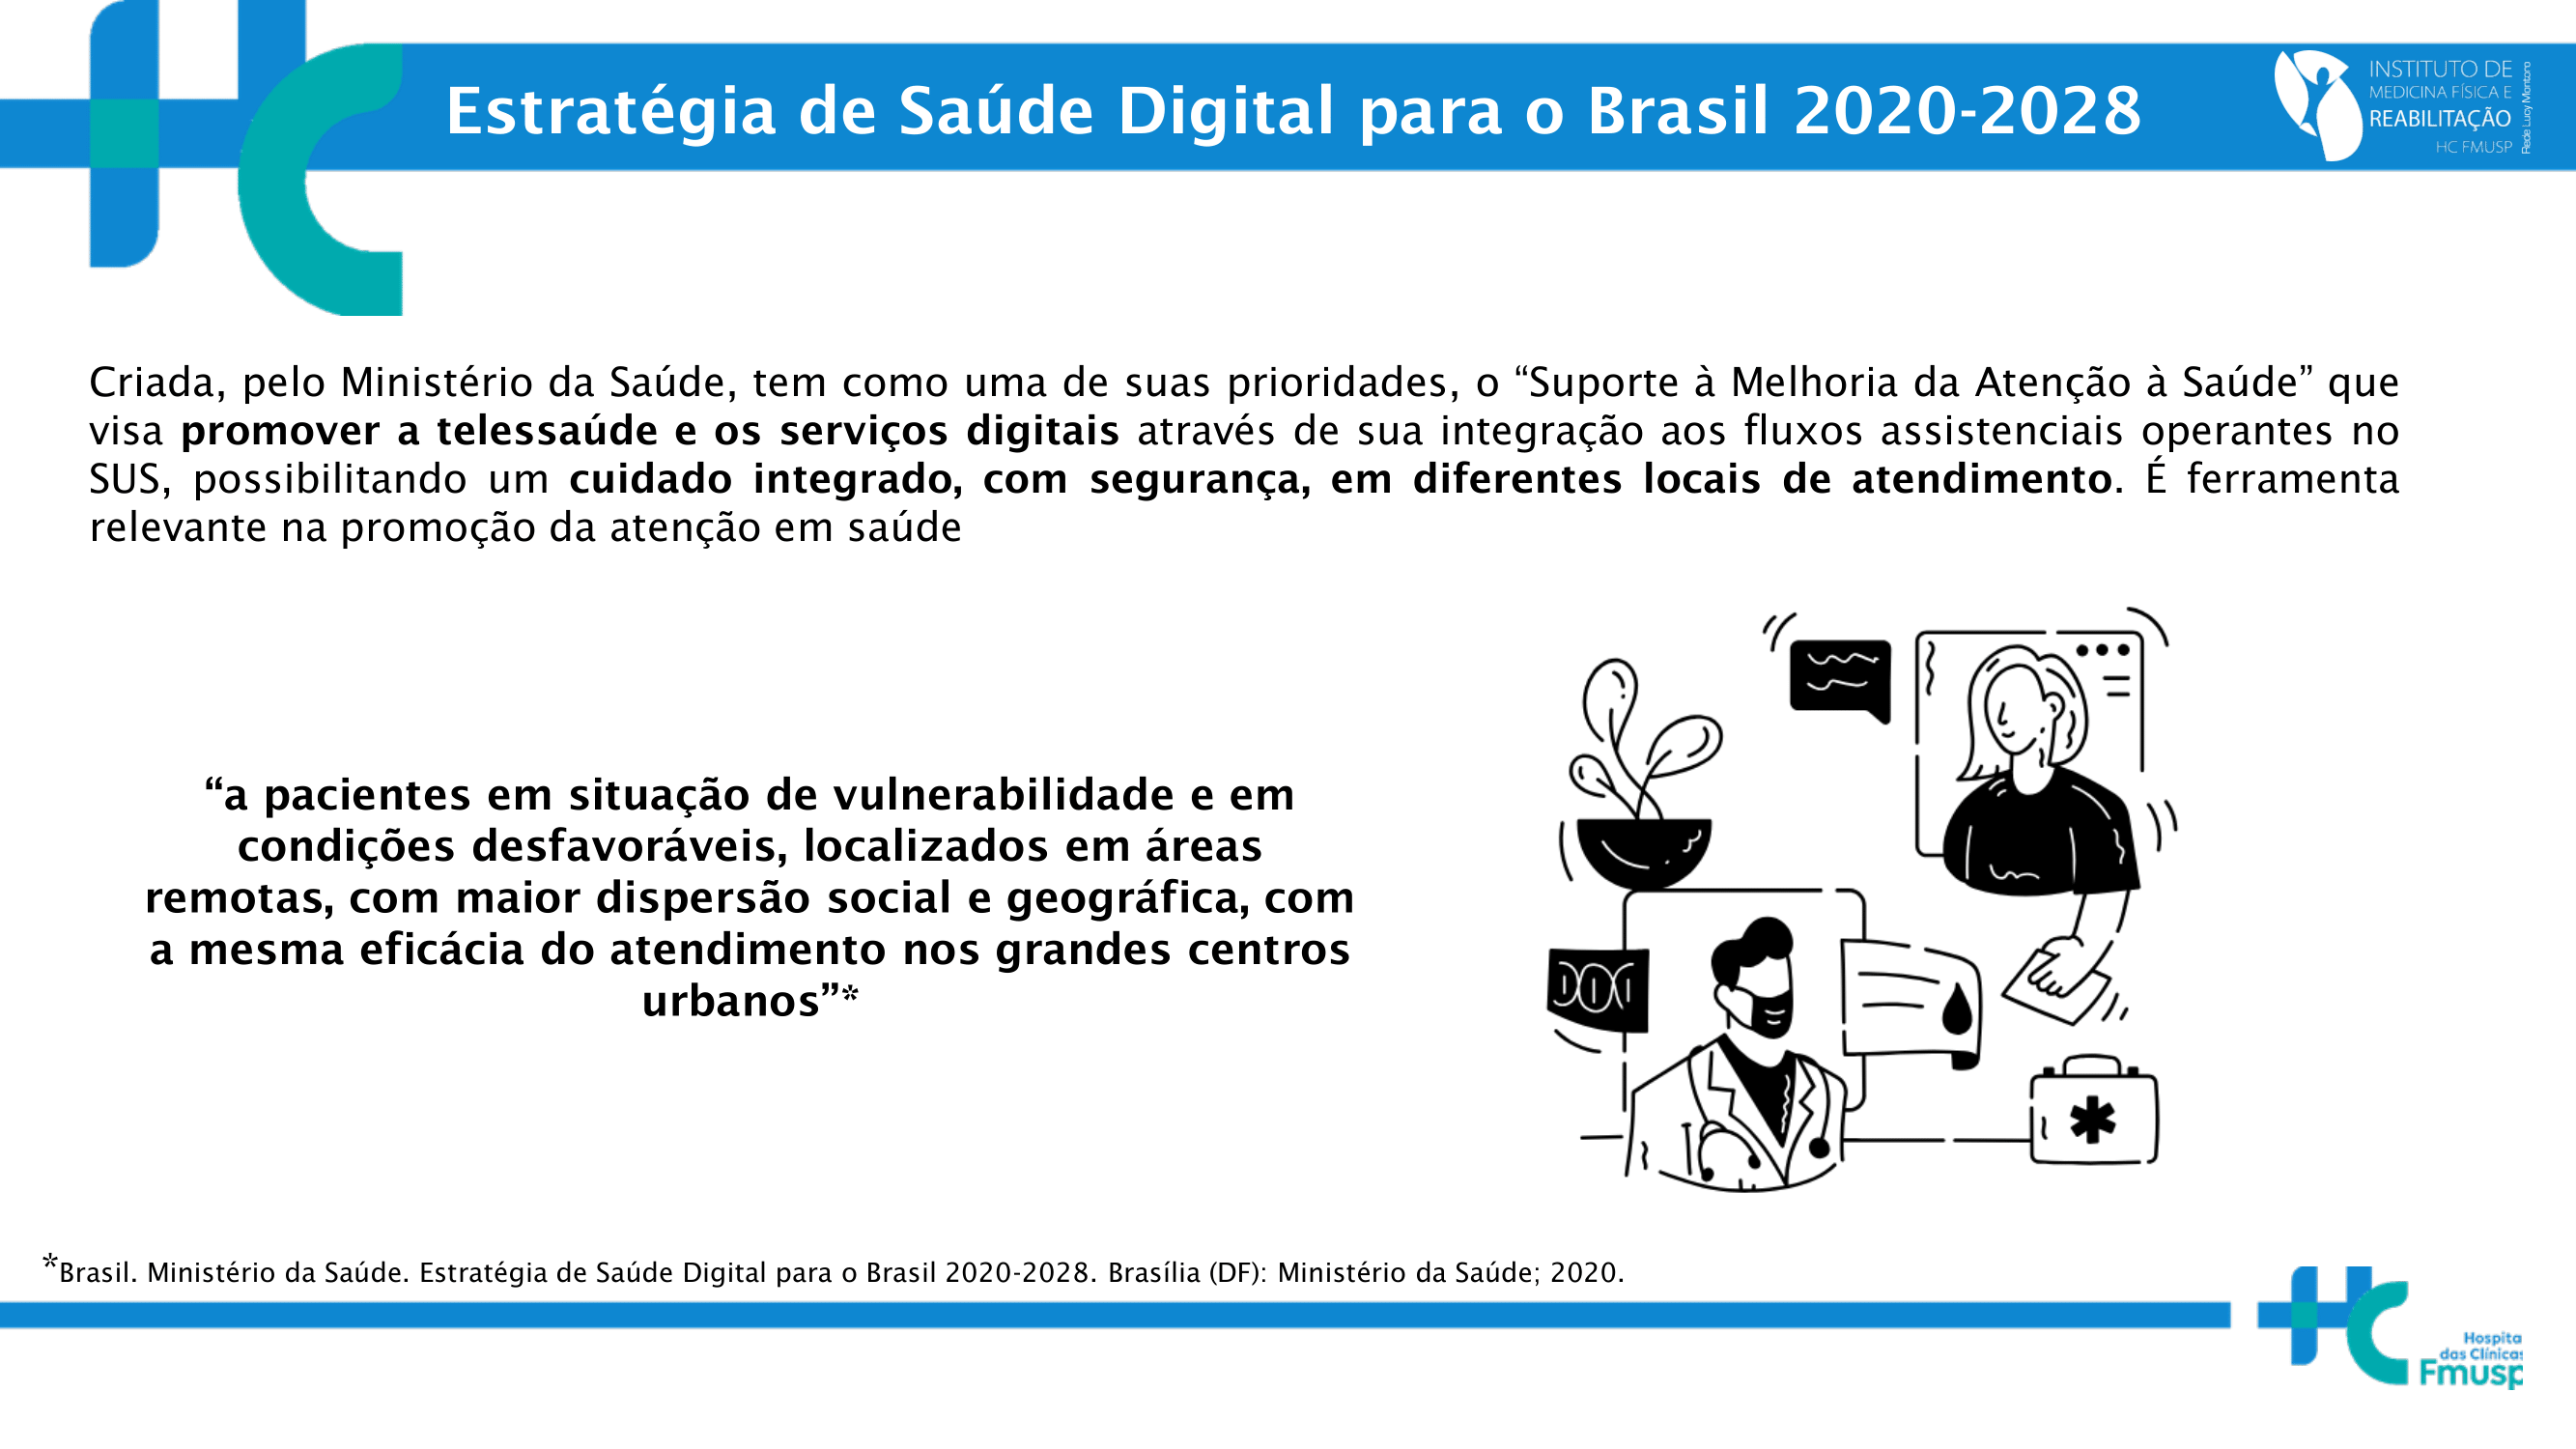 Estratégia de Saúde Digital para o Brasil 2020-2028
INSTITUTO DE
MEDICINA FÍSICA E
REABILITAÇÃO
HC FMUSP
Rede Lucy Montoro
Criada, pelo Ministério da Saúde, tem como uma de suas prioridades, o “Suporte à Melhoria da Atenção à Saúde” que
visa promover a telessaúde e os serviços digitais através de sua integração aos fluxos assistenciais operantes no
SUS, possibilitando um cuidado integrado, com segurança, em diferentes locais de atendimento. É ferramenta
relevante na promoção da atenção em saúde
“a pacientes em situação de vulnerabilidade e em
condições desfavoráveis, localizados em áreas
remotas, com maior dispersão social e geográfica, com
a mesma eficácia do atendimento nos grandes centros
urbanos”*
*Brasil. Ministério da Saúde. Estratégia de Saúde Digital para o Brasil 2020-2028. Brasília (DF): Ministério da Saúde; 2020.
HC
Hospita
das Clínicas
Fmusp